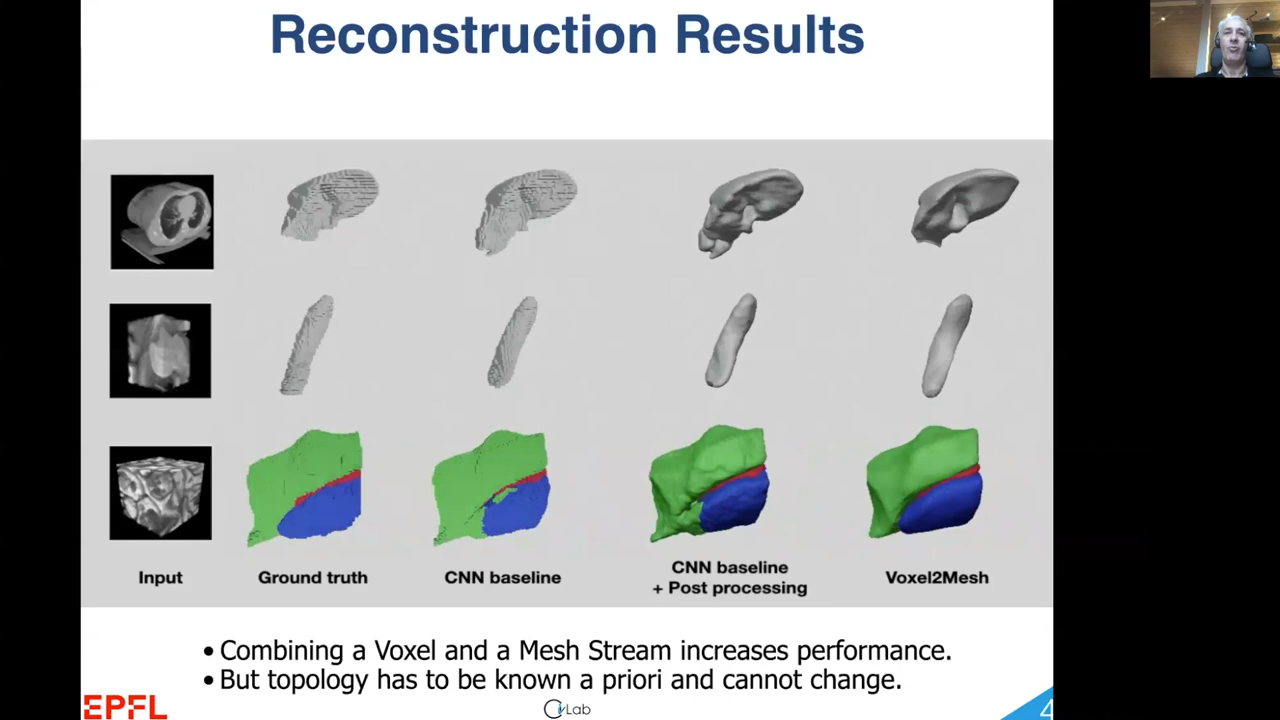 Reconstruction Results
Input
Ground truth
CNN baseline
CNN baseline
+ Post processing
Voxel2Mesh
• Combining a Voxel and a Mesh Stream increases performance.
• But topology has to be known a priori and cannot change.
EPFL
Lab
4